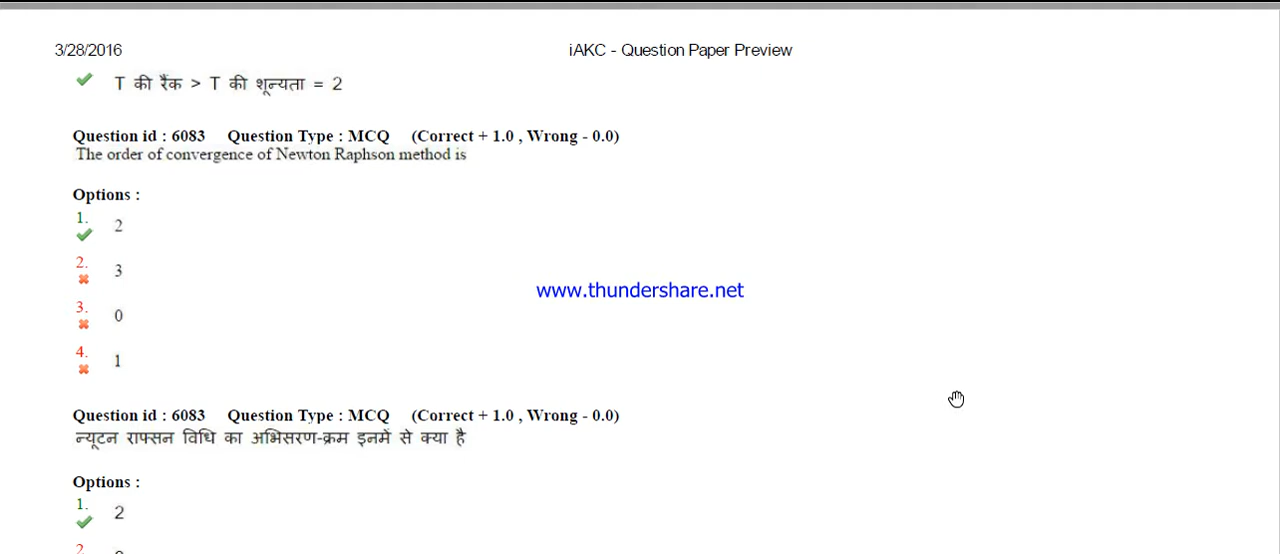 3/28/2016 iAKC - Question Paper Preview
T की रैंक > T की शून्यता = 2
Question id : 6083 Question Type : MCQ (Correct + 1.0 , Wrong - 0.0)
The order of convergence of Newton Raphson method is
Options :
1. 2
2. 3
www.thundershare.net
3. 0
4. 1
Question id : 6083 Question Type : MCQ (Correct + 1.0 , Wrong - 0.0)
न्यूटन राफ्सन विधि का अभिसरण-क्रम इनमें से क्या है
Options :
1. 2
2.